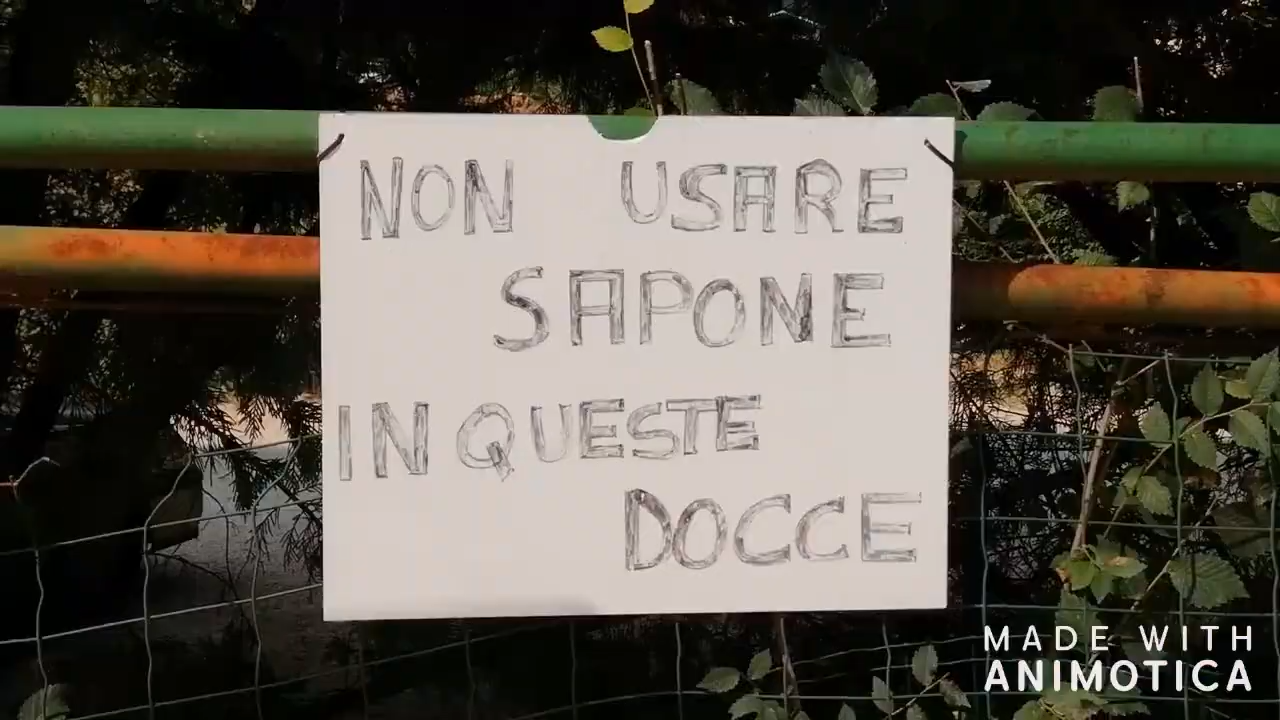 NON USARE
SAPONE
IN QUESTE
DOCCE
MADE WITH
ANIMOTICA